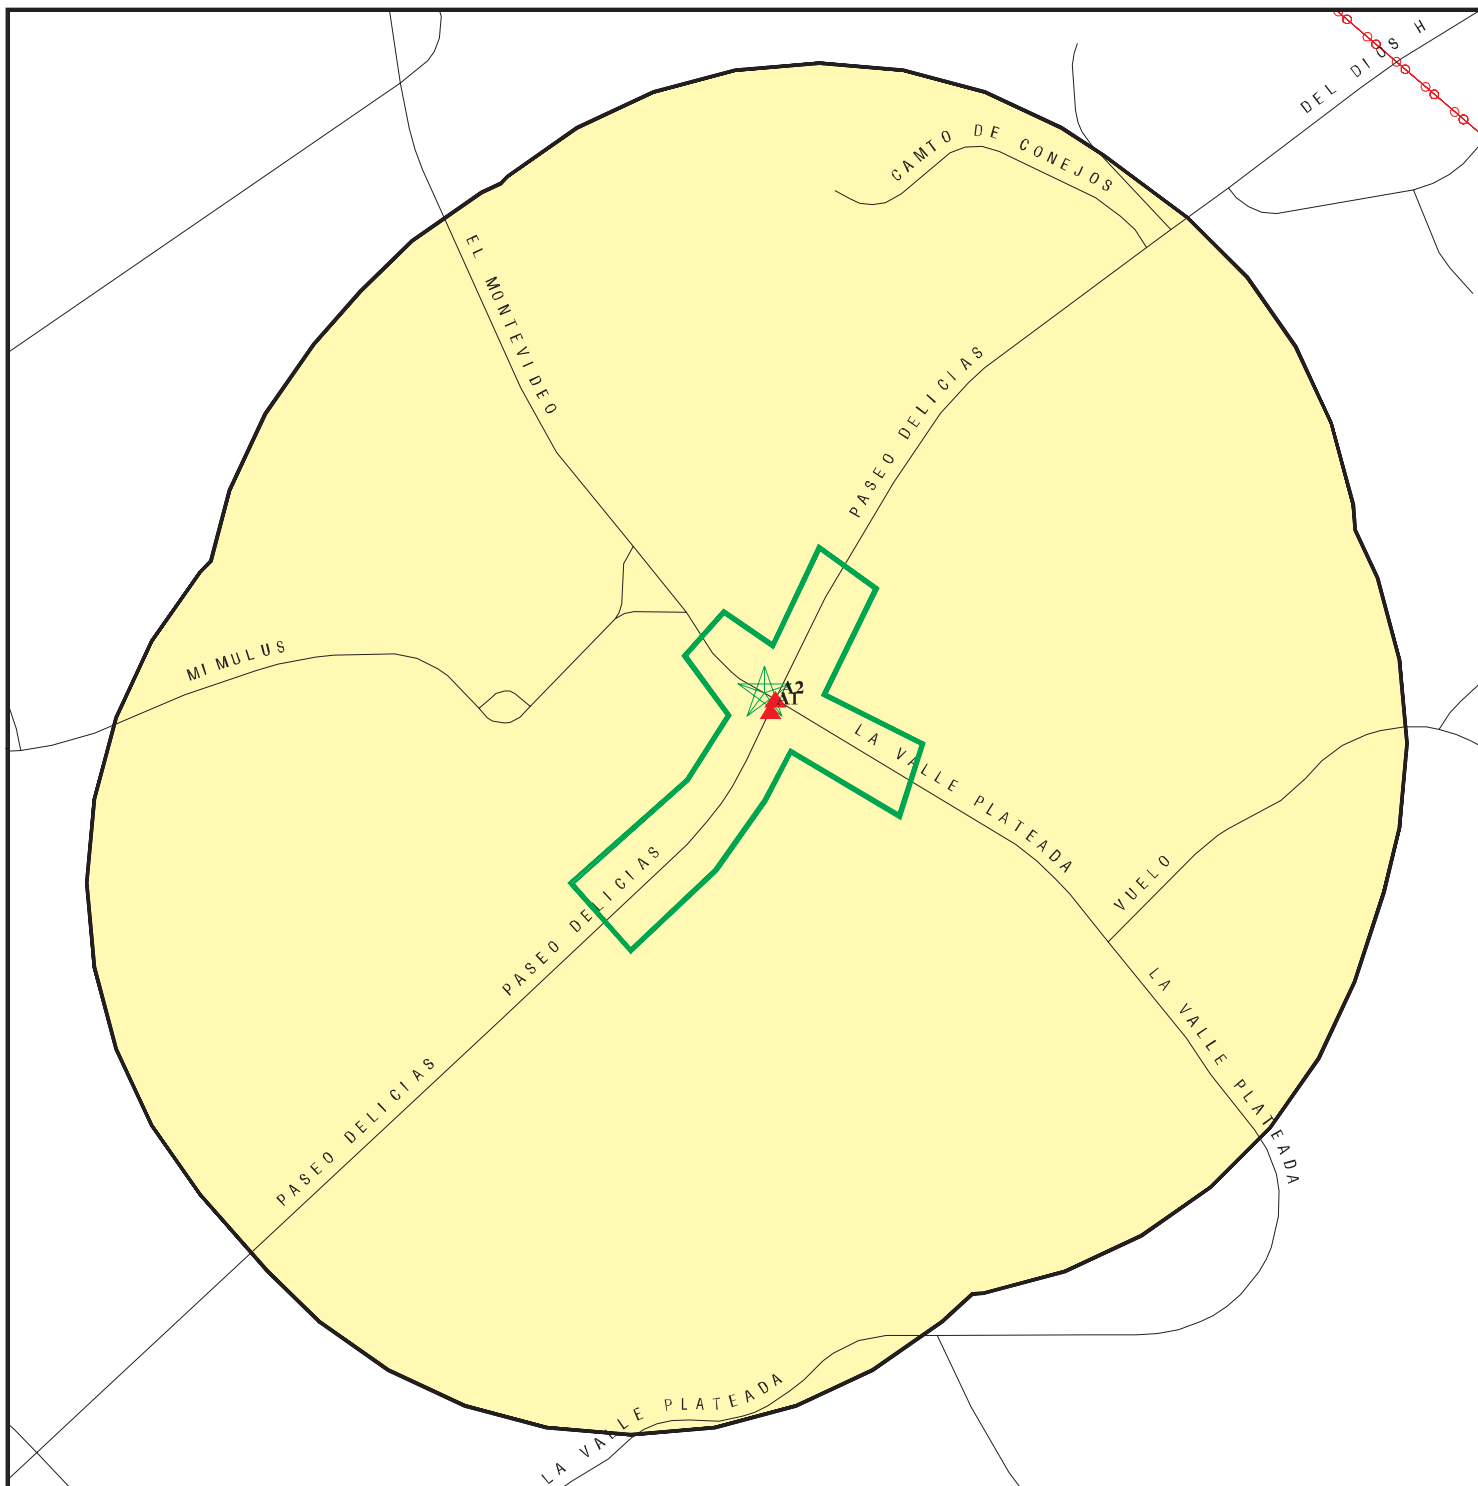 DEL DIOS H
CAMTO DE CONEJOS
EL MONTEVIDEO
PASEO DELICIAS
MIMULUS
A2
A1
LA VALLE PLATEADA
PASEO DELICIAS
VUELO
LA VALLE PLATEADA
PASEO DELICIAS
LA VALLE PLATEADA